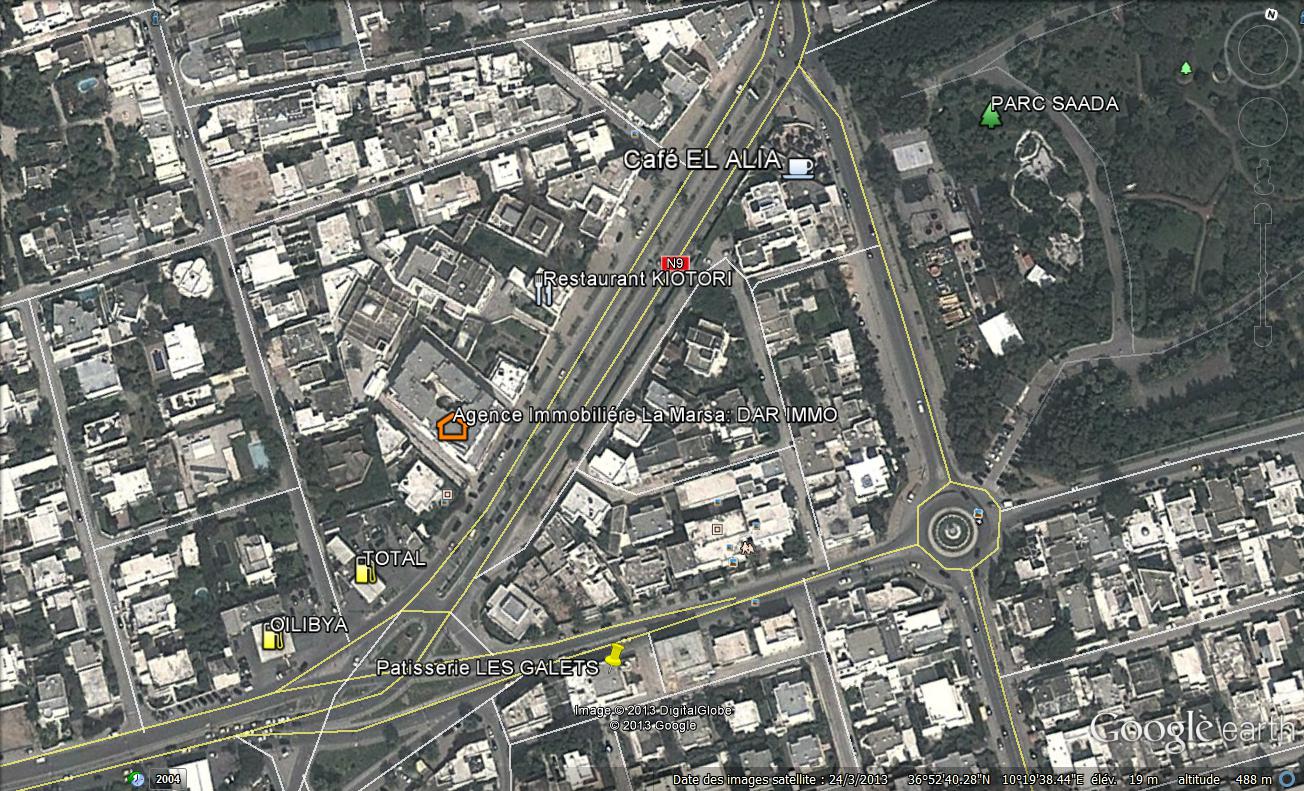 N
PARC SAADA
Café EL ALIA
N9
Restaurant KIOTORI
Agence Immobiliére La Marsa: DAR IMMO
TOTAL
OILIBYA
Patisserie LES GALETS
Image © 2013 DigitalGlobe
© 2013 Google
Google earth
2004
Date des images satellite : 24/3/2013 36°52'40.28"N 10°19'38.44"E élév. 19 m altitude 488 m